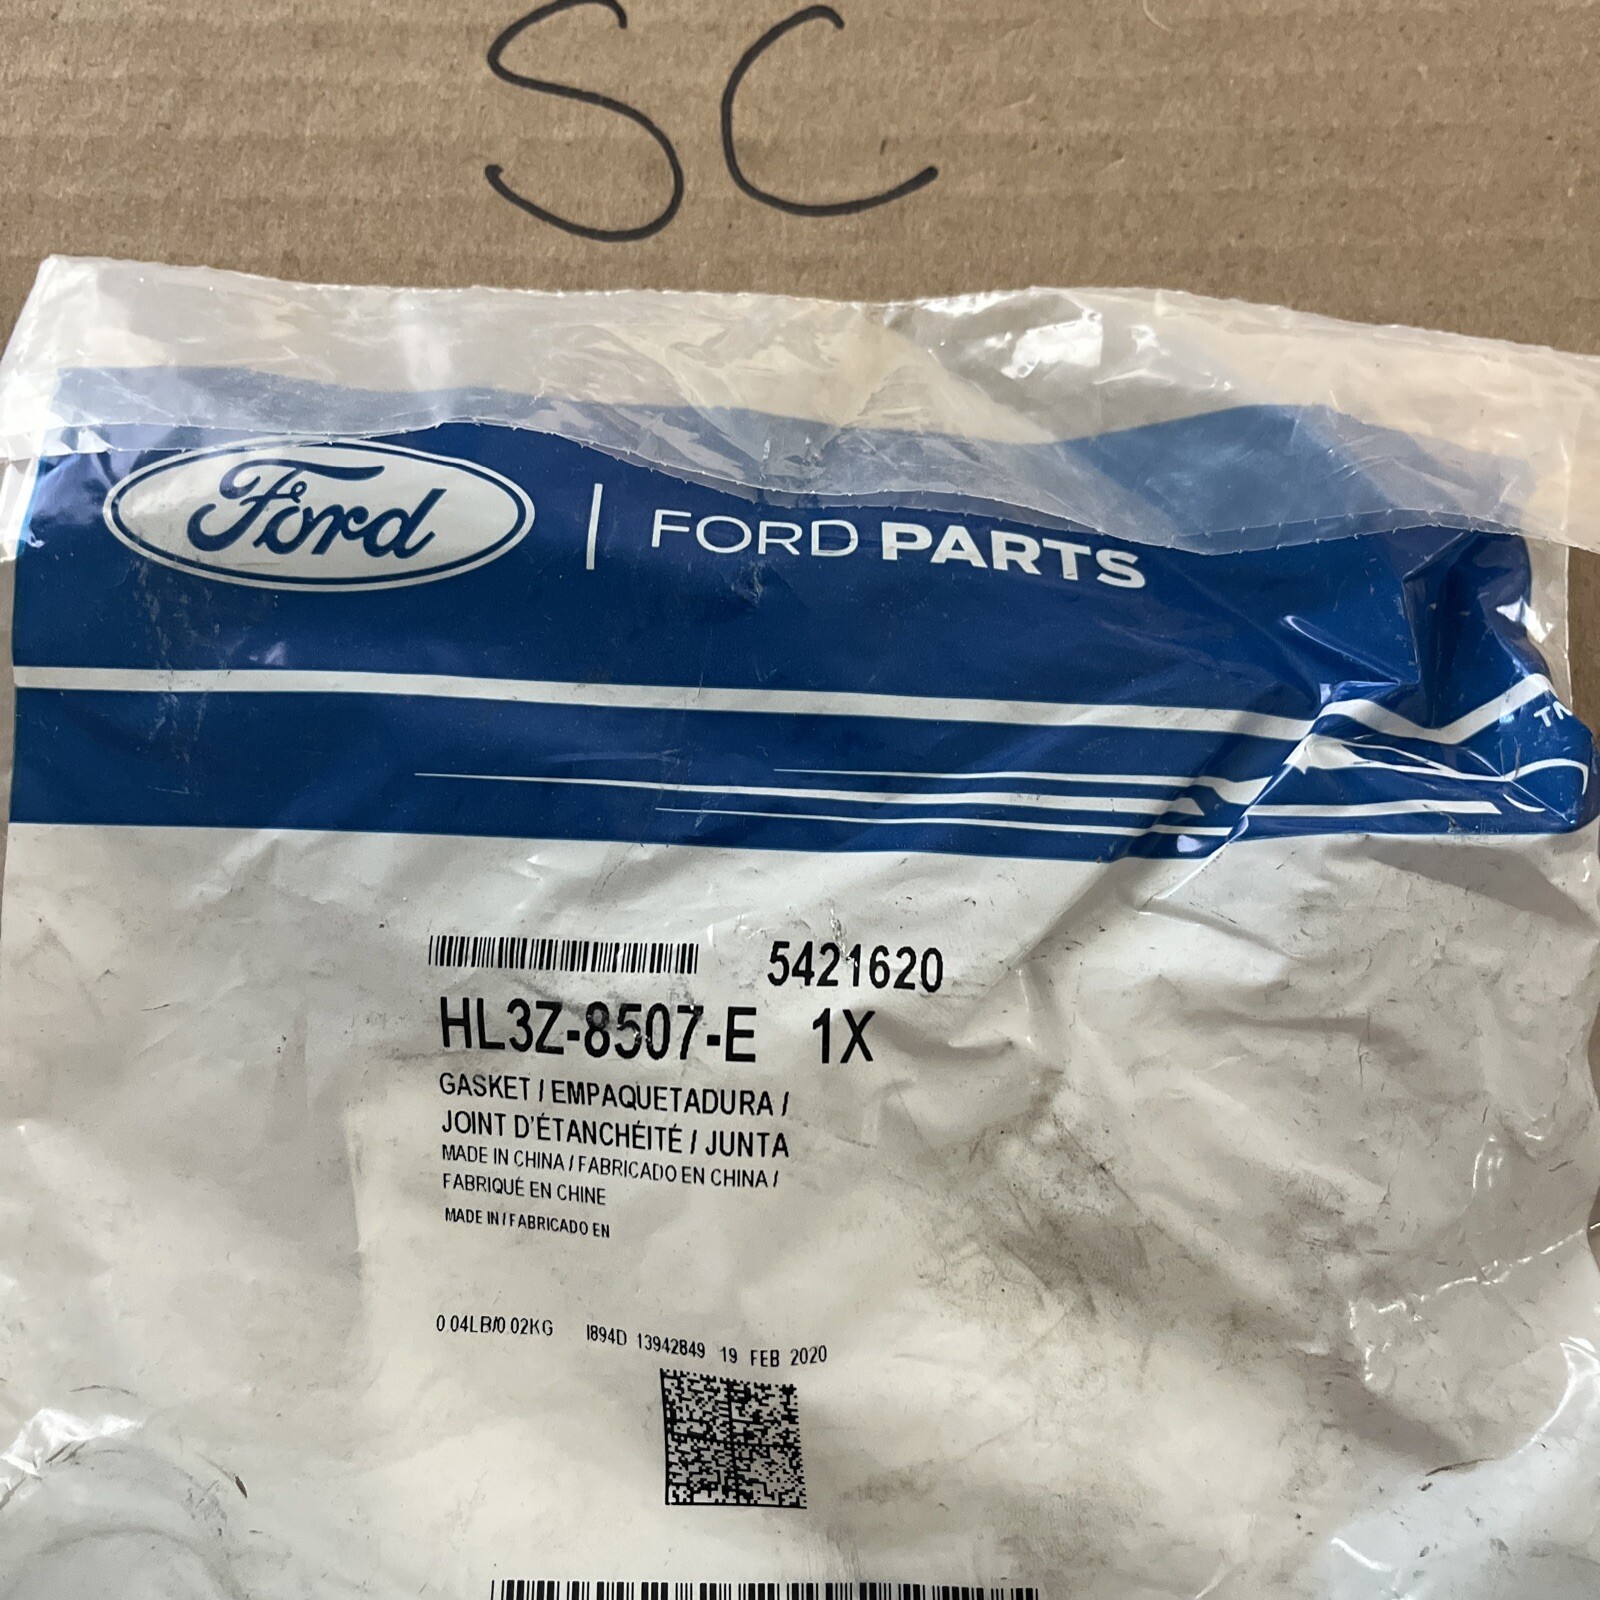 SC
Ford | FORD PARTS
5421620
HL3Z-8507-E 1X
GASKET / EMPAQUETADURA /
JOINT D'ÉTANCHÉITÉ / JUNTA
MADE IN CHINA / FABRICADO EN CHINA /
FABRIQUÉ EN CHINE
MADE IN / FABRICADO EN
0.04LB/0.02KG I894D 13942849 19 FEB 2020